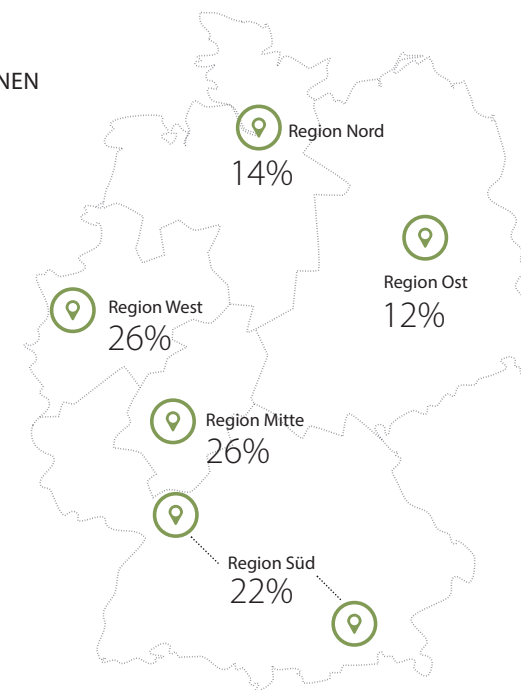 NEN
Region Nord
14%
Region Ost
12%
Region West
26%
Region Mitte
26%
Region Süd
22%